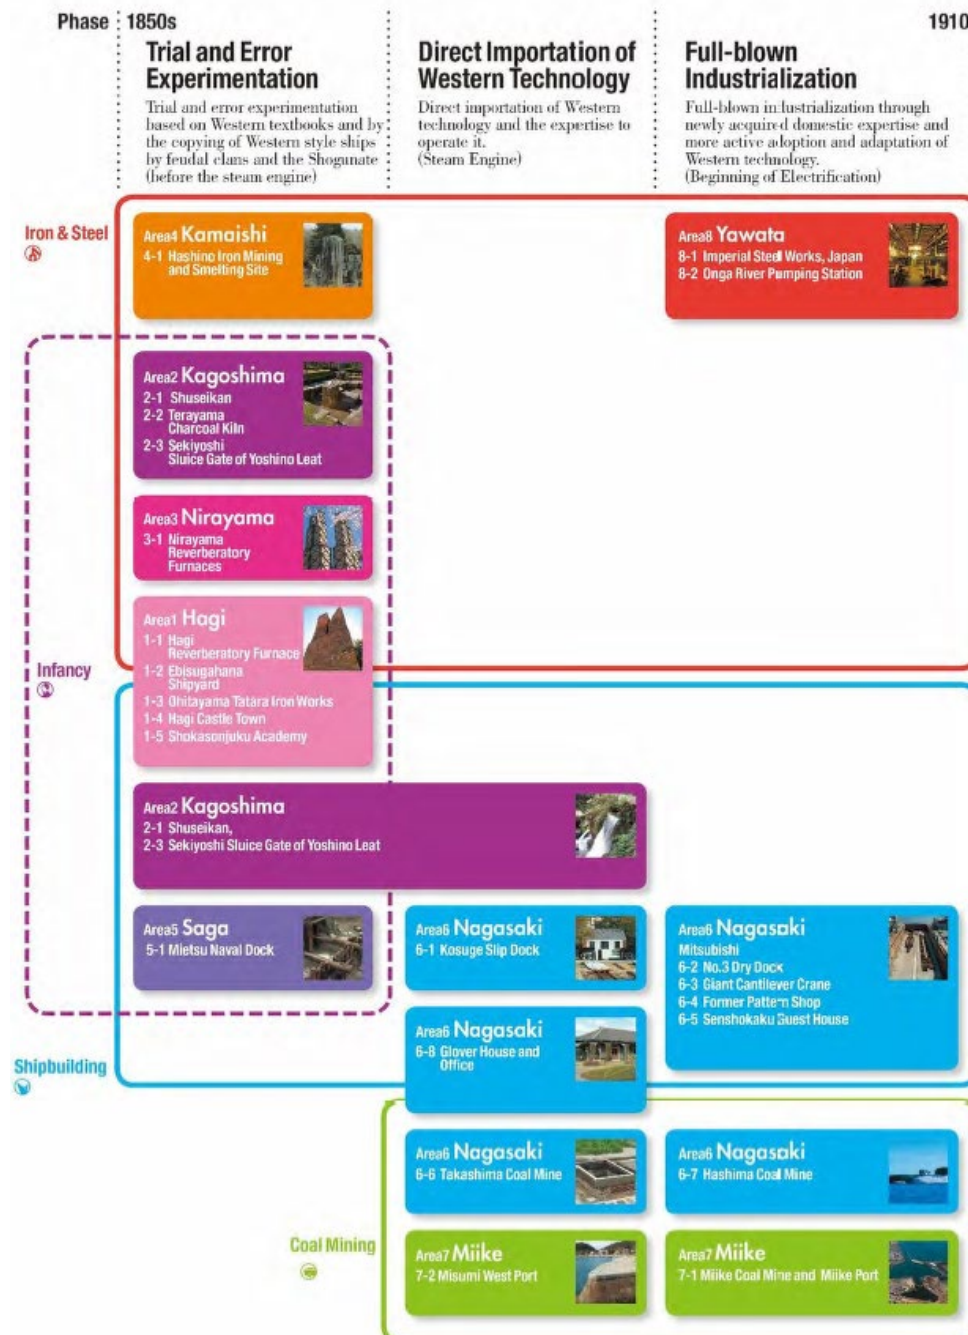 Phase 1850s 1910
Trial and Error
Experimentation
Trial and error experimentation
based on Western textbooks and by
the copying of Western style ships
by feudal clans and the Shogunate
(before the steam engine)
Direct Importation of
Western Technology
Direct importation of Western
technology and the expertise to
operate it.
(Steam Engine)
Full-blown
Industrialization
Full-blown industrialization through
newly acquired domestic expertise and
more active adoption and adaptation of
Western technology.
(Beginning of Electrification)
Iron & Steel
Area4 Kamaishi
4-1 Hashino Iron Mining
and Smelting Site
Area8 Yawata
8-1 Imperial Steel Works, Japan
8-2 Onga River Pumping Station
Infancy
Area2 Kagoshima
2-1 Shuseikan
2-2 Terayama
Charcoal Kiln
2-3 Sekiyoshi
Sluice Gate of Yoshino Leat
Area3 Nirayama
3-1 Nirayama
Reverberatory
Furnaces
Area1 Hagi
1-1 Hagi
Reverberatory Furnace
1-2 Ebisugahana
Shipyard
1-3 Ohitayama Tatara Iron Works
1-4 Hagi Castle Town
1-5 Shokasonjuku Academy
Area2 Kagoshima
2-1 Shuseikan,
2-3 Sekiyoshi Sluice Gate of Yoshino Leat
Area5 Saga
5-1 Mietsu Naval Dock
Area6 Nagasaki
6-1 Kosuge Slip Dock
Area6 Nagasaki
Mitsubishi
6-2 No.3 Dry Dock
6-3 Giant Cantilever Crane
6-4 Former Pattern Shop
6-5 Senshokaku Guest House
Shipbuilding
Area6 Nagasaki
6-8 Glover House and
Office
Area6 Nagasaki
6-6 Takashima Coal Mine
Area6 Nagasaki
6-7 Hashima Coal Mine
Coal Mining
Area7 Miike
7-2 Misumi West Port
Area7 Miike
7-1 Miike Coal Mine and Miike Port